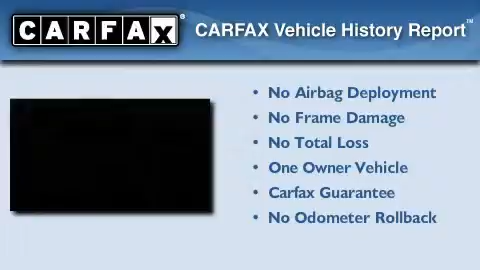 CARFAX® CARFAX Vehicle History Report™
• No Airbag Deployment
• No Frame Damage
• No Total Loss
• One Owner Vehicle
• Carfax Guarantee
• No Odometer Rollback